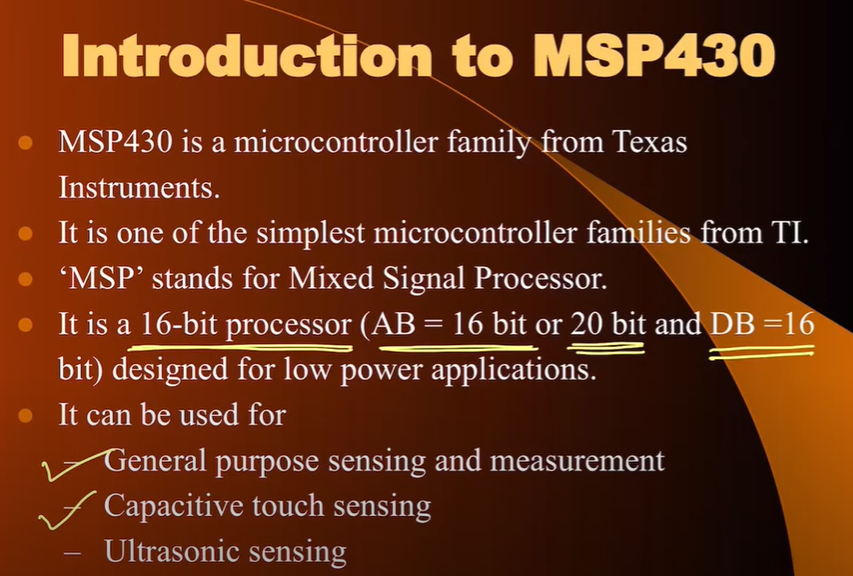 Introduction to MSP430
● MSP430 is a microcontroller family from Texas
Instruments.
● It is one of the simplest microcontroller families from TI.
● ‘MSP’ stands for Mixed Signal Processor.
● It is a 16-bit processor (AB = 16 bit or 20 bit and DB =16
bit) designed for low power applications.
● It can be used for
– General purpose sensing and measurement
– Capacitive touch sensing
– Ultrasonic sensing